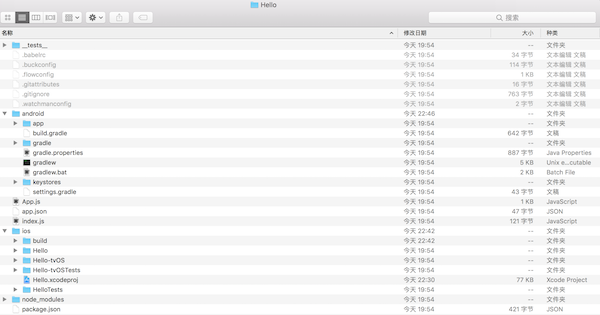 Hello
搜索
名称 修改日期 大小 种类
__tests__ 今天 19:54 -- 文件夹
.babelrc 今天 19:54 34 字节 文本编辑 文稿
.buckconfig 今天 19:54 114 字节 文本编辑 文稿
.flowconfig 今天 19:54 1 KB 文本编辑 文稿
.gitattributes 今天 19:54 16 字节 文本编辑 文稿
.gitignore 今天 19:54 763 字节 文本编辑 文稿
.watchmanconfig 今天 19:54 2 字节 文本编辑 文稿
android 今天 22:46 -- 文件夹
app 今天 19:54 -- 文件夹
build.gradle 今天 19:54 642 字节 文稿
gradle 今天 19:54 -- 文件夹
gradle.properties 今天 19:54 887 字节 Java Properties
gradlew 今天 19:54 5 KB Unix e...cutable
gradlew.bat 今天 19:54 2 KB Batch File
keystores 今天 19:54 -- 文件夹
settings.gradle 今天 19:54 43 字节 文稿
App.js 今天 19:54 1 KB JavaScript
app.json 今天 19:54 47 字节 JSON
index.js 今天 19:54 121 字节 JavaScript
ios 今天 22:42 -- 文件夹
build 今天 22:42 -- 文件夹
Hello 今天 19:54 -- 文件夹
Hello-tvOS 今天 19:54 -- 文件夹
Hello-tvOSTests 今天 19:54 -- 文件夹
Hello.xcodeproj 今天 22:30 77 KB Xcode Project
HelloTests 今天 19:54 -- 文件夹
node_modules 今天 19:54 -- 文件夹
package.json 今天 19:54 421 字节 JSON